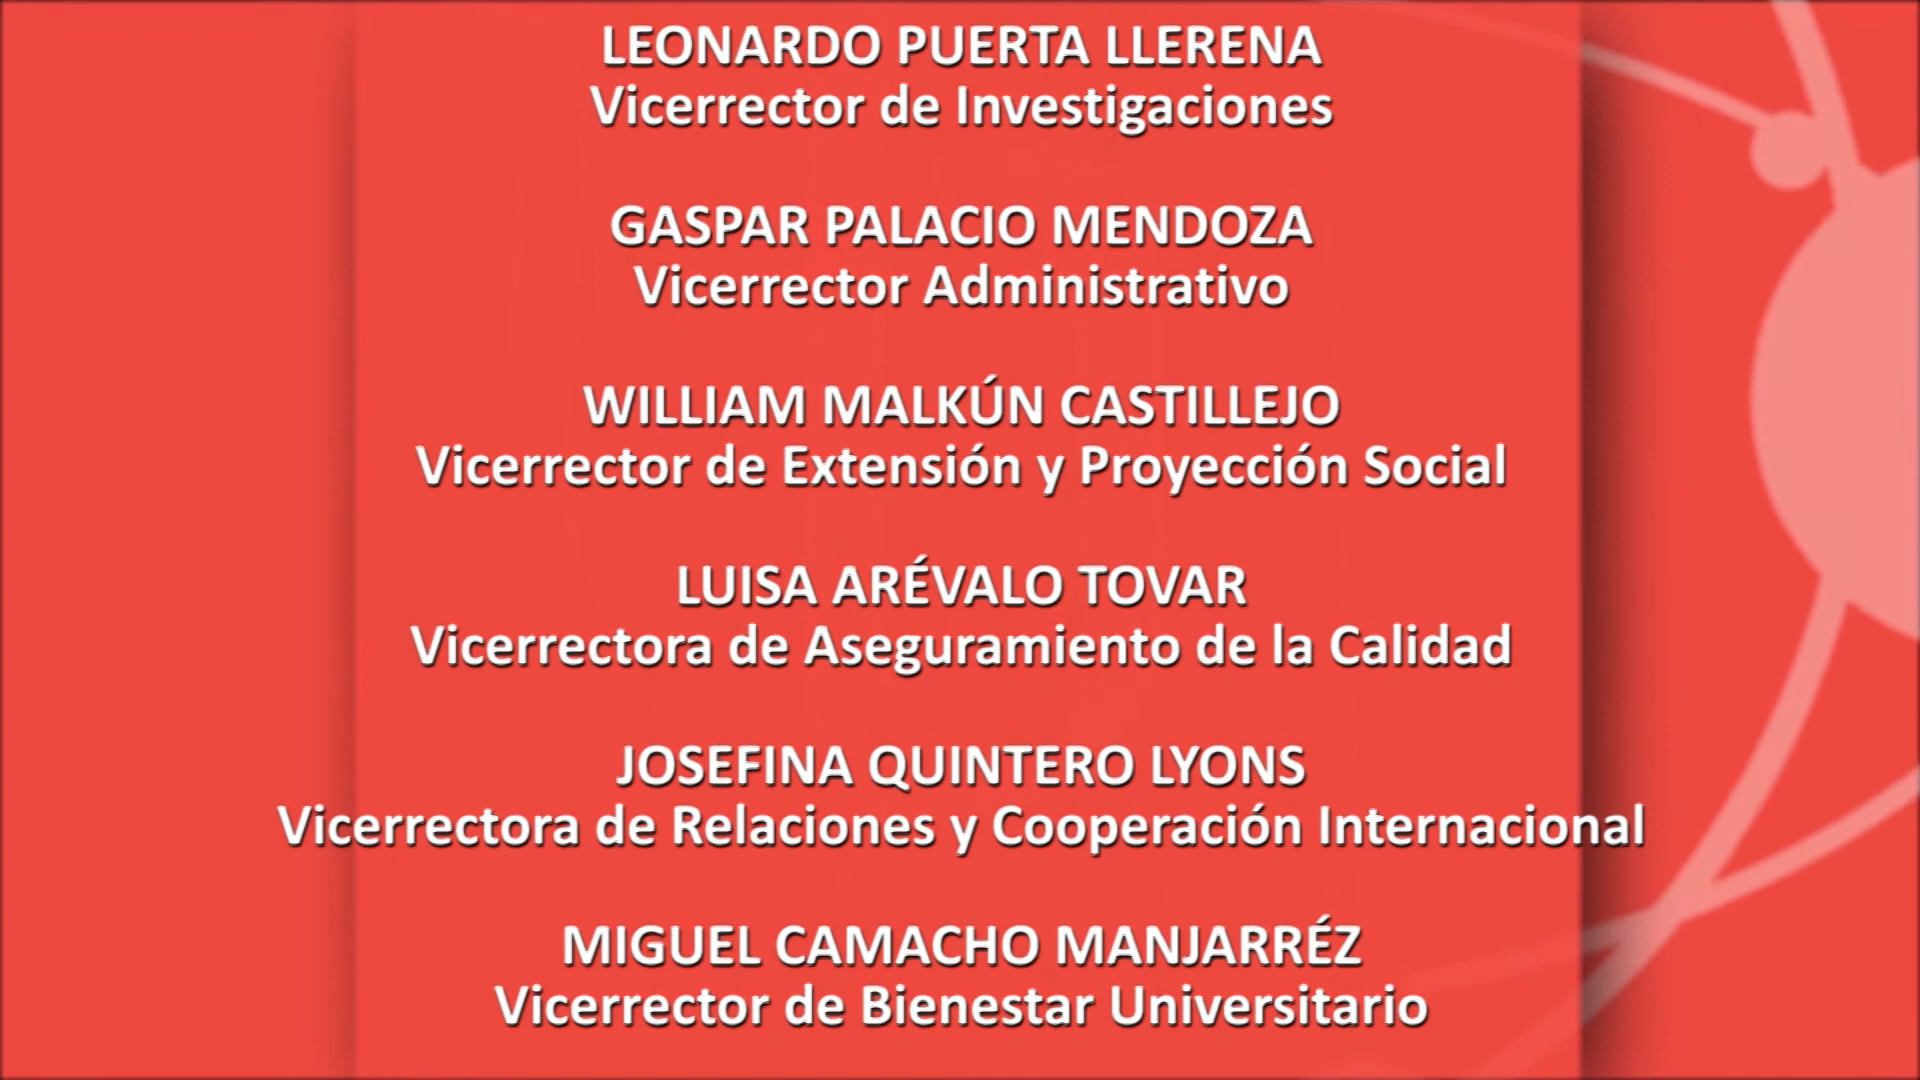 LEONARDO PUERTA LLERENA
Vicerrector de Investigaciones
GASPAR PALACIO MENDOZA
Vicerrector Administrativo
WILLIAM MALKÚN CASTILLEJO
Vicerrector de Extensión y Proyección Social
LUISA ARÉVALO TOVAR
Vicerrectora de Aseguramiento de la Calidad
JOSEFINA QUINTERO LYONS
Vicerrectora de Relaciones y Cooperación Internacional
MIGUEL CAMACHO MANJARRÉZ
Vicerrector de Bienestar Universitario